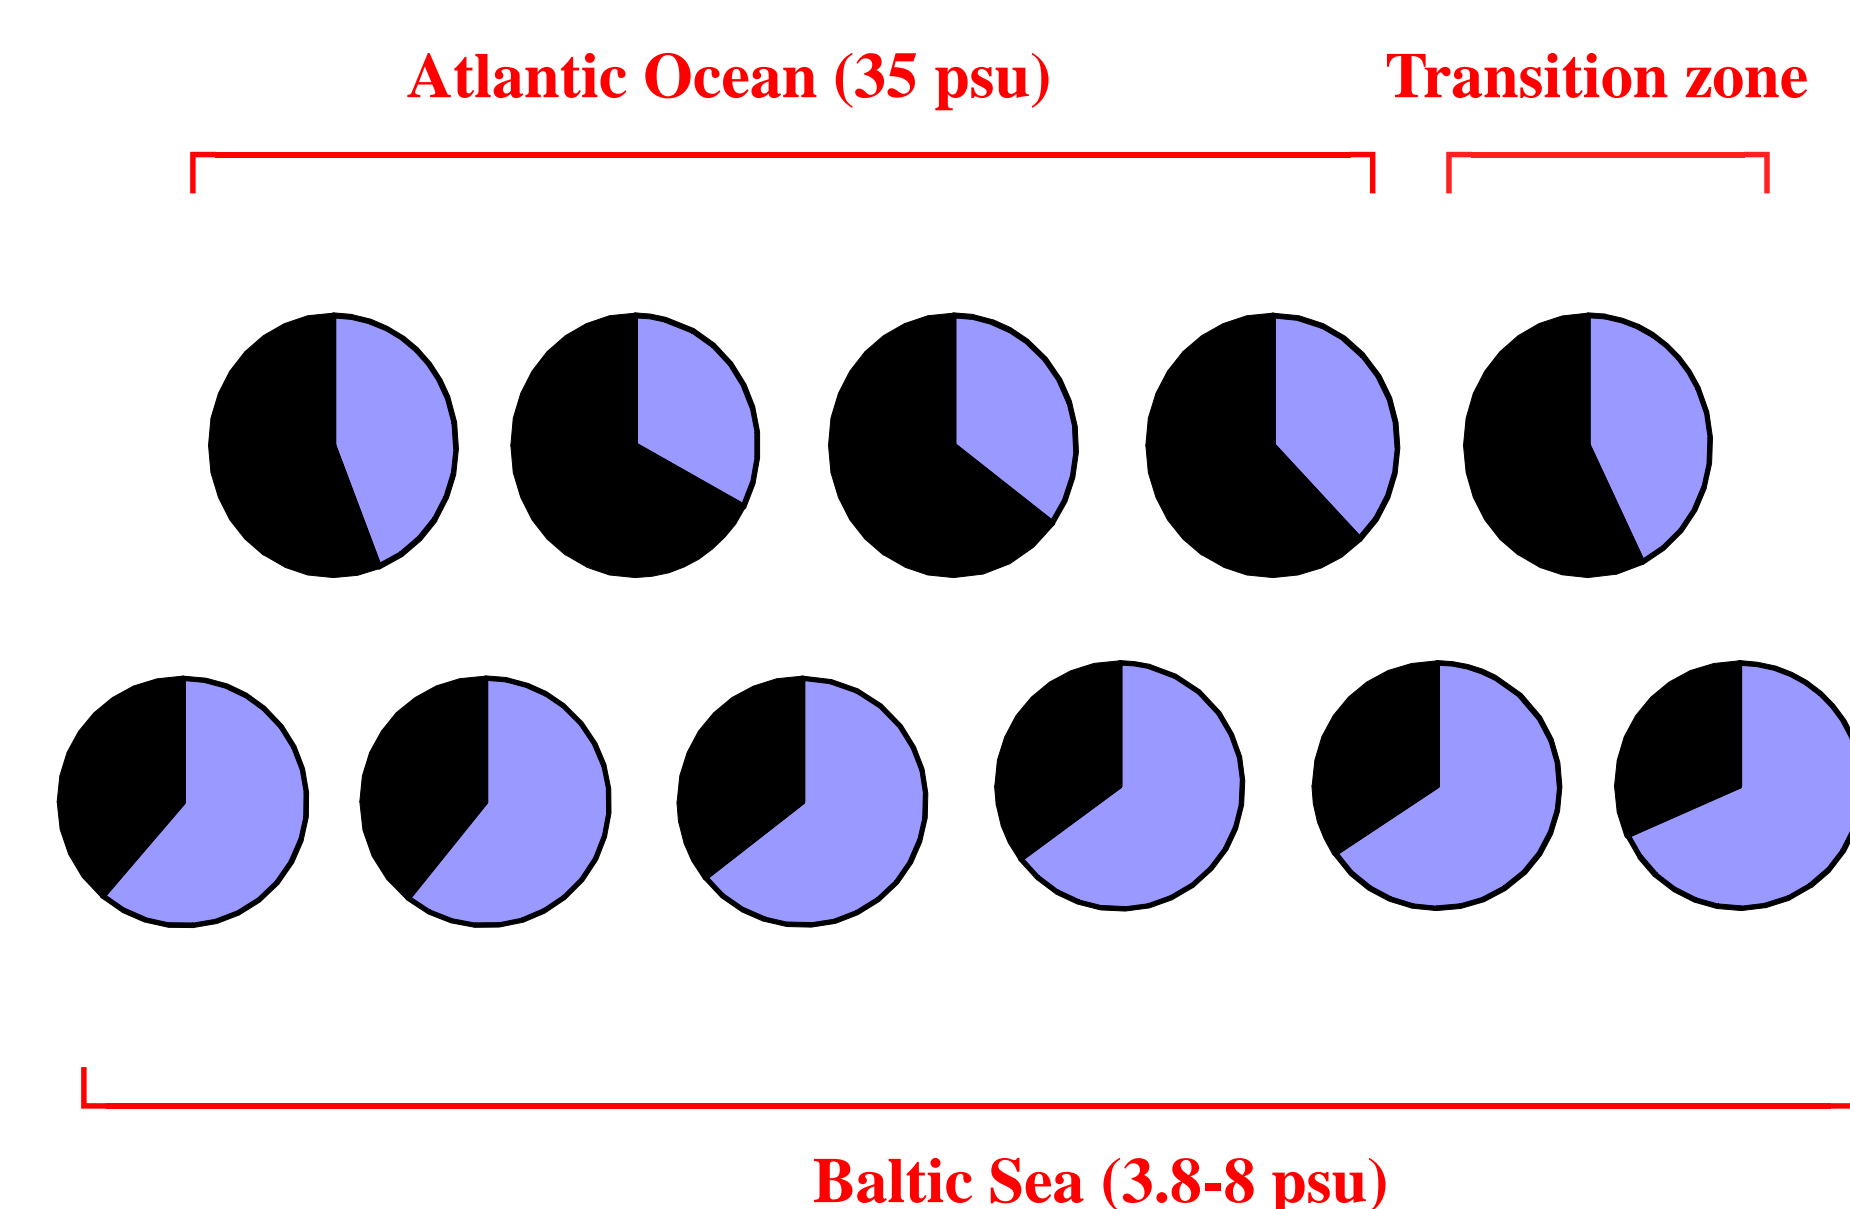 Atlantic Ocean (35 psu)
Transition zone
Baltic Sea (3.8-8 psu)